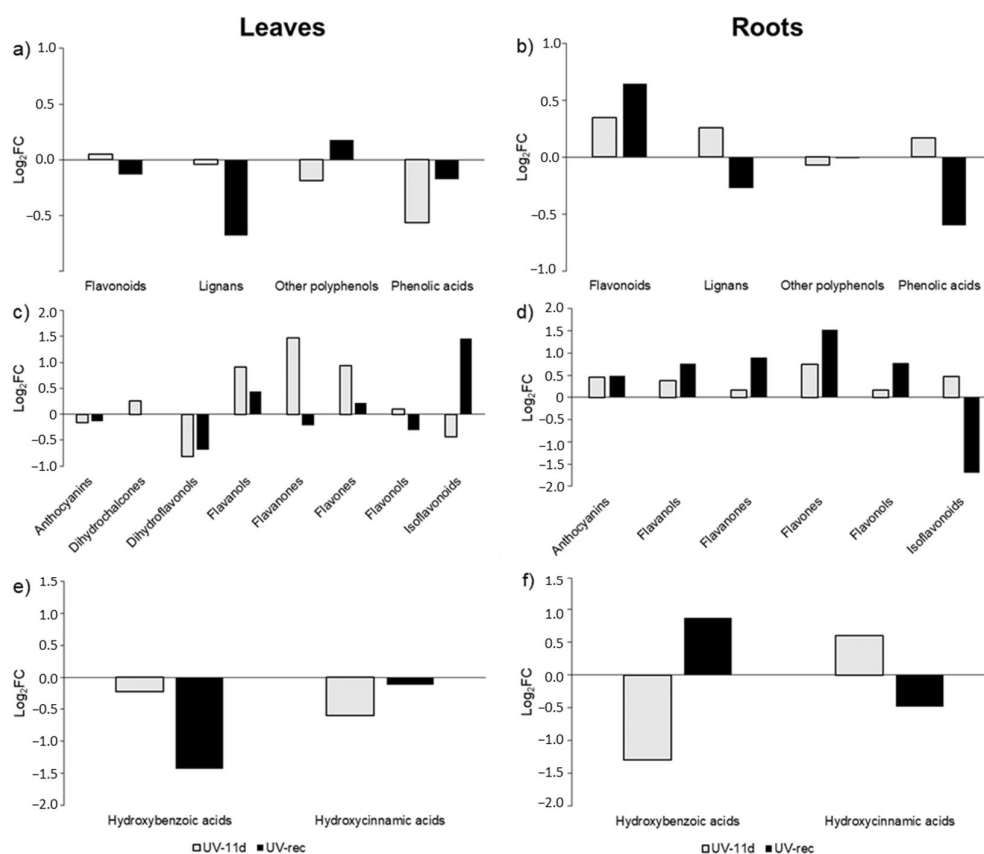 Leaves
Roots
a)
1.0
0.5
0.0
−0.5
Log₂FC
Flavonoids Lignans Other polyphenols Phenolic acids
b)
1.0
0.5
0.0
−0.5
−1.0
Log₂FC
Flavonoids Lignans Other polyphenols Phenolic acids
c)
2.0
1.5
1.0
0.5
0
−0.5
−1.0
Log₂FC
Anthocyanins Dihydrochalcones Dihydroflavonols Flavanols Flavanones Flavones Flavonols Isoflavonoids
d)
2.0
1.5
1.0
0.5
0.0
−0.5
−1.0
−1.5
−2.0
Log₂FC
Anthocyanins Flavanols Flavanones Flavones Flavonols Isoflavonoids
e)
1.5
1.0
0.5
0.0
−0.5
−1.0
−1.5
−2.0
Log₂FC
Hydroxybenzoic acids Hydroxycinnamic acids
UV-11d UV-rec
f)
1.5
1.0
0.5
0.0
−0.5
−1.0
−1.5
−2.0
Log₂FC
Hydroxybenzoic acids Hydroxycinnamic acids
UV-11d UV-rec